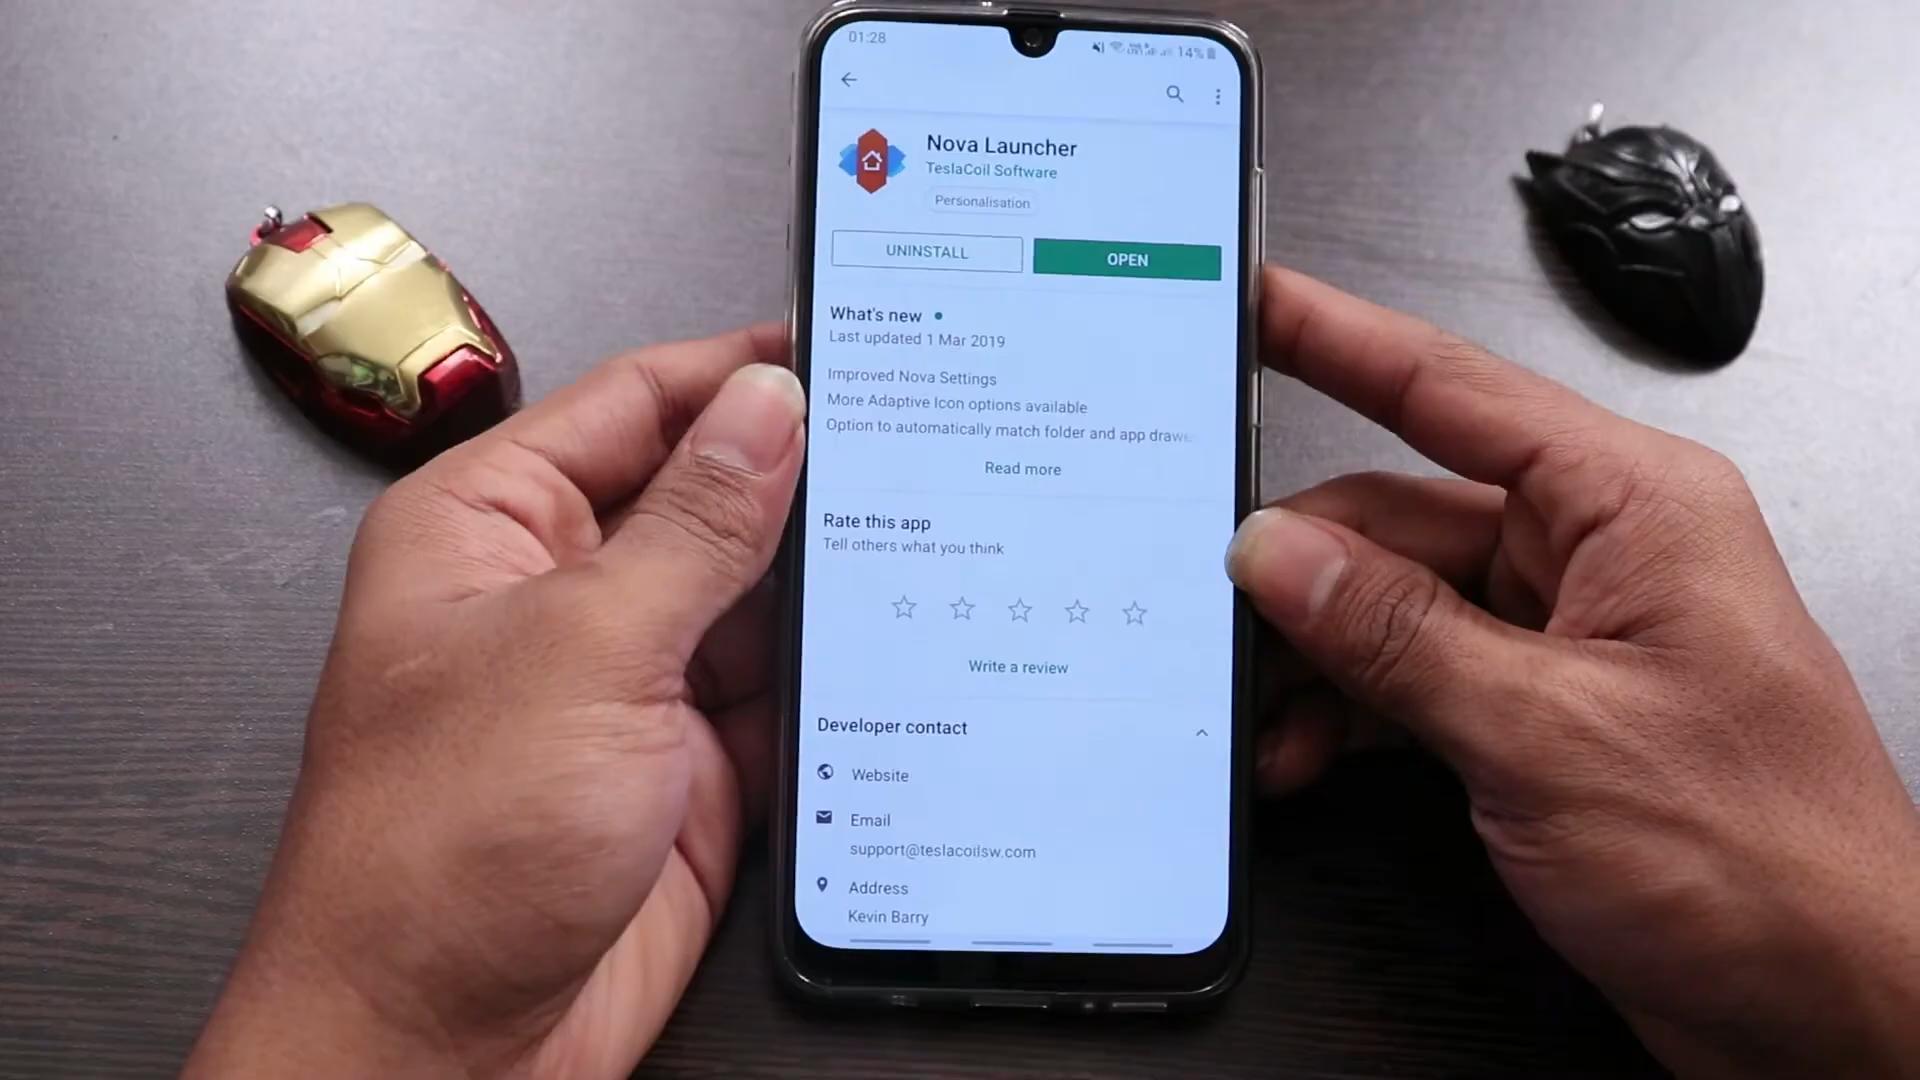 01:28
14%
Nova Launcher
TeslaCoil Software
Personalisation
UNINSTALL
OPEN
What's new
Last updated 1 Mar 2019
Improved Nova Settings
More Adaptive Icon options available
Option to automatically match folder and app drawe
Read more
Rate this app
Tell others what you think
Write a review
Developer contact
Website
Email
support@teslacoilsw.com
Address
Kevin Barry